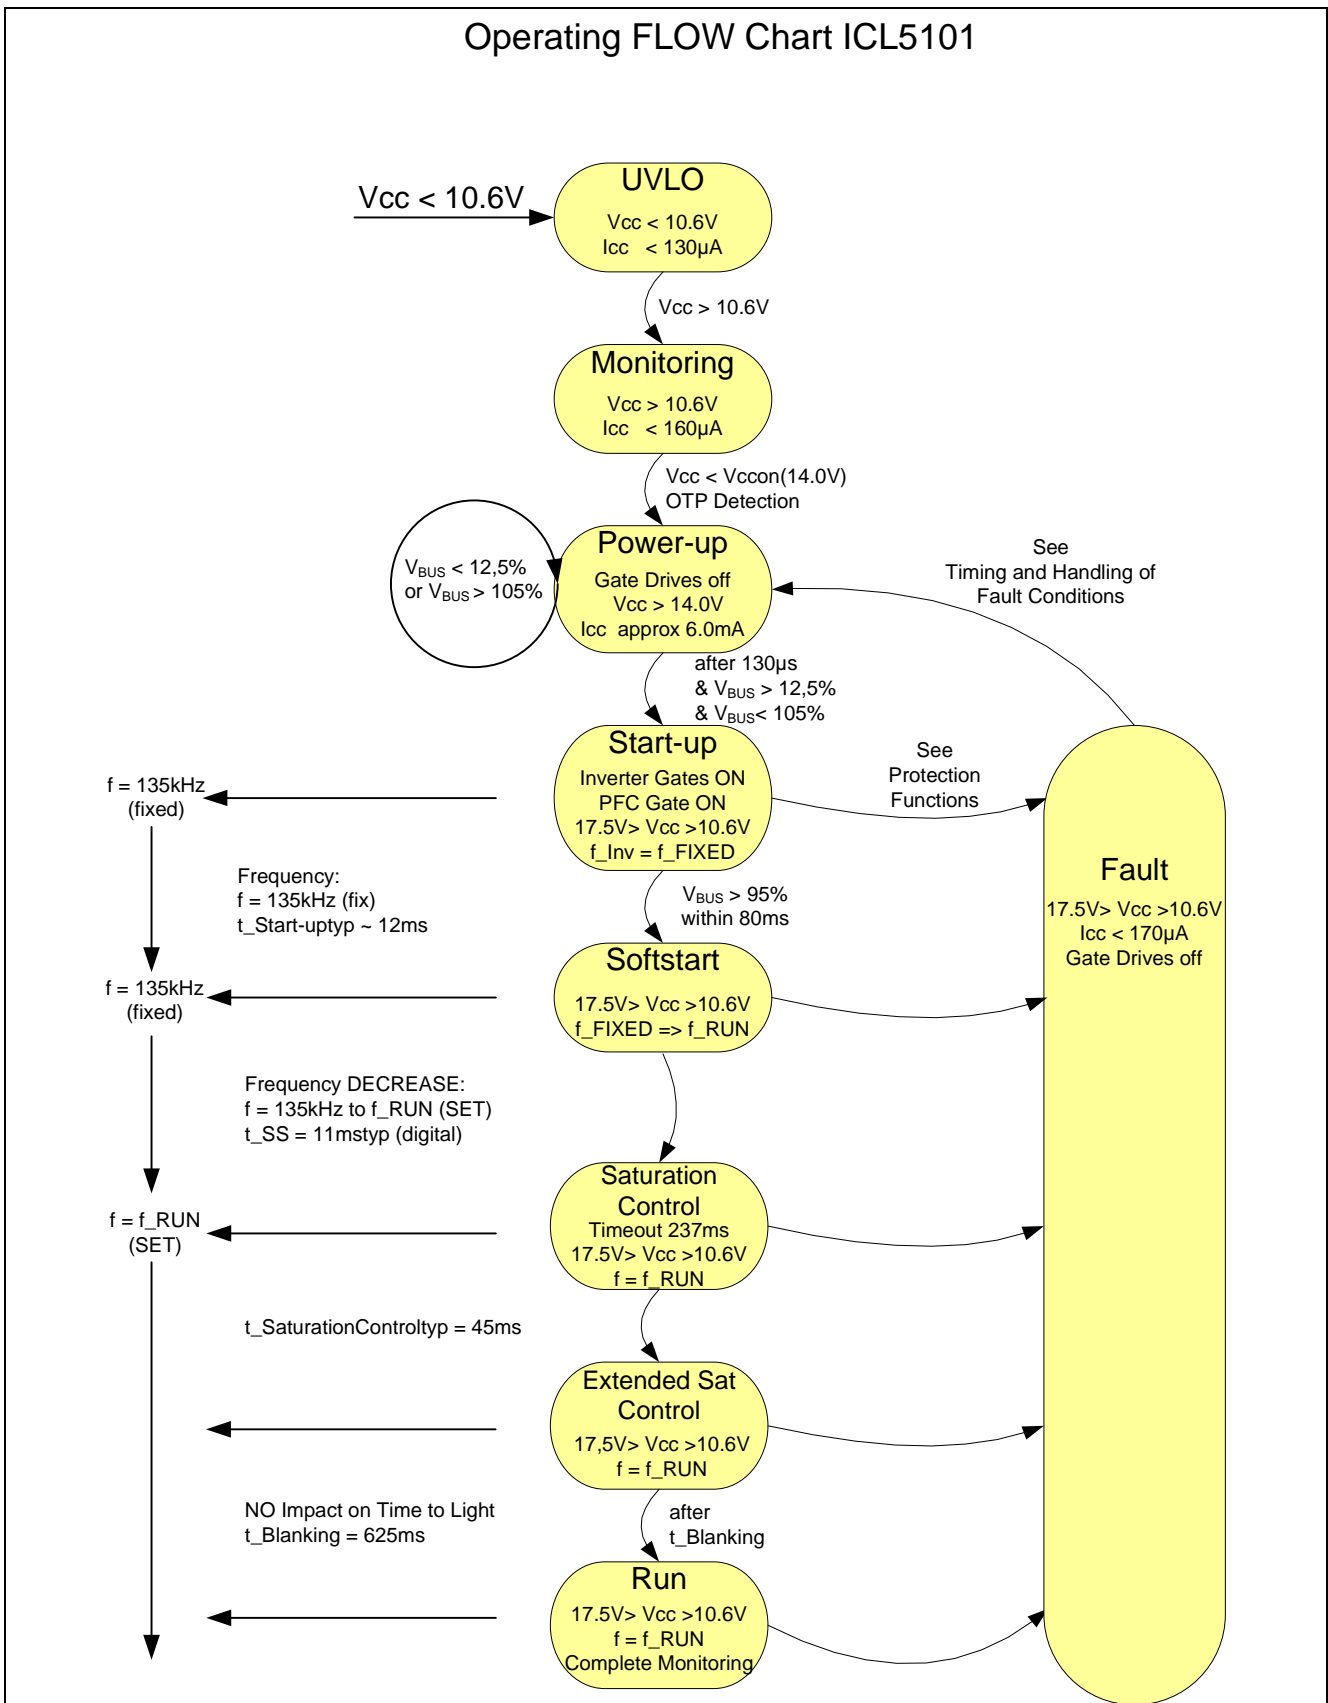 Operating FLOW Chart ICL5101
Vcc < 10.6V
UVLO
Vcc < 10.6V
Icc < 130µA
Vcc > 10.6V
Monitoring
Vcc > 10.6V
Icc < 160µA
Vcc < Vccon(14.0V)
OTP Detection
V_BUS < 12,5%
or V_BUS > 105%
Power-up
Gate Drives off
Vcc > 14.0V
Icc approx 6.0mA
See
Timing and Handling of
Fault Conditions
after 130µs
& V_BUS > 12,5%
& V_BUS< 105%
Start-up
Inverter Gates ON
PFC Gate ON
17.5V> Vcc >10.6V
f_Inv = f_FIXED
See
Protection
Functions
f = 135kHz
(fixed)
Frequency:
f = 135kHz (fix)
t_Start-uptyp ~ 12ms
V_BUS > 95%
within 80ms
Fault
17.5V> Vcc >10.6V
Icc < 170µA
Gate Drives off
Softstart
17.5V> Vcc >10.6V
f_FIXED => f_RUN
f = 135kHz
(fixed)
Frequency DECREASE:
f = 135kHz to f_RUN (SET)
t_SS = 11mstyp (digital)
Saturation
Control
Timeout 237ms
17.5V> Vcc >10.6V
f = f_RUN
f = f_RUN
(SET)
t_SaturationControltyp = 45ms
Extended Sat
Control
17,5V> Vcc >10.6V
f = f_RUN
NO Impact on Time to Light
t_Blanking = 625ms
after
t_Blanking
Run
17.5V> Vcc >10.6V
f = f_RUN
Complete Monitoring